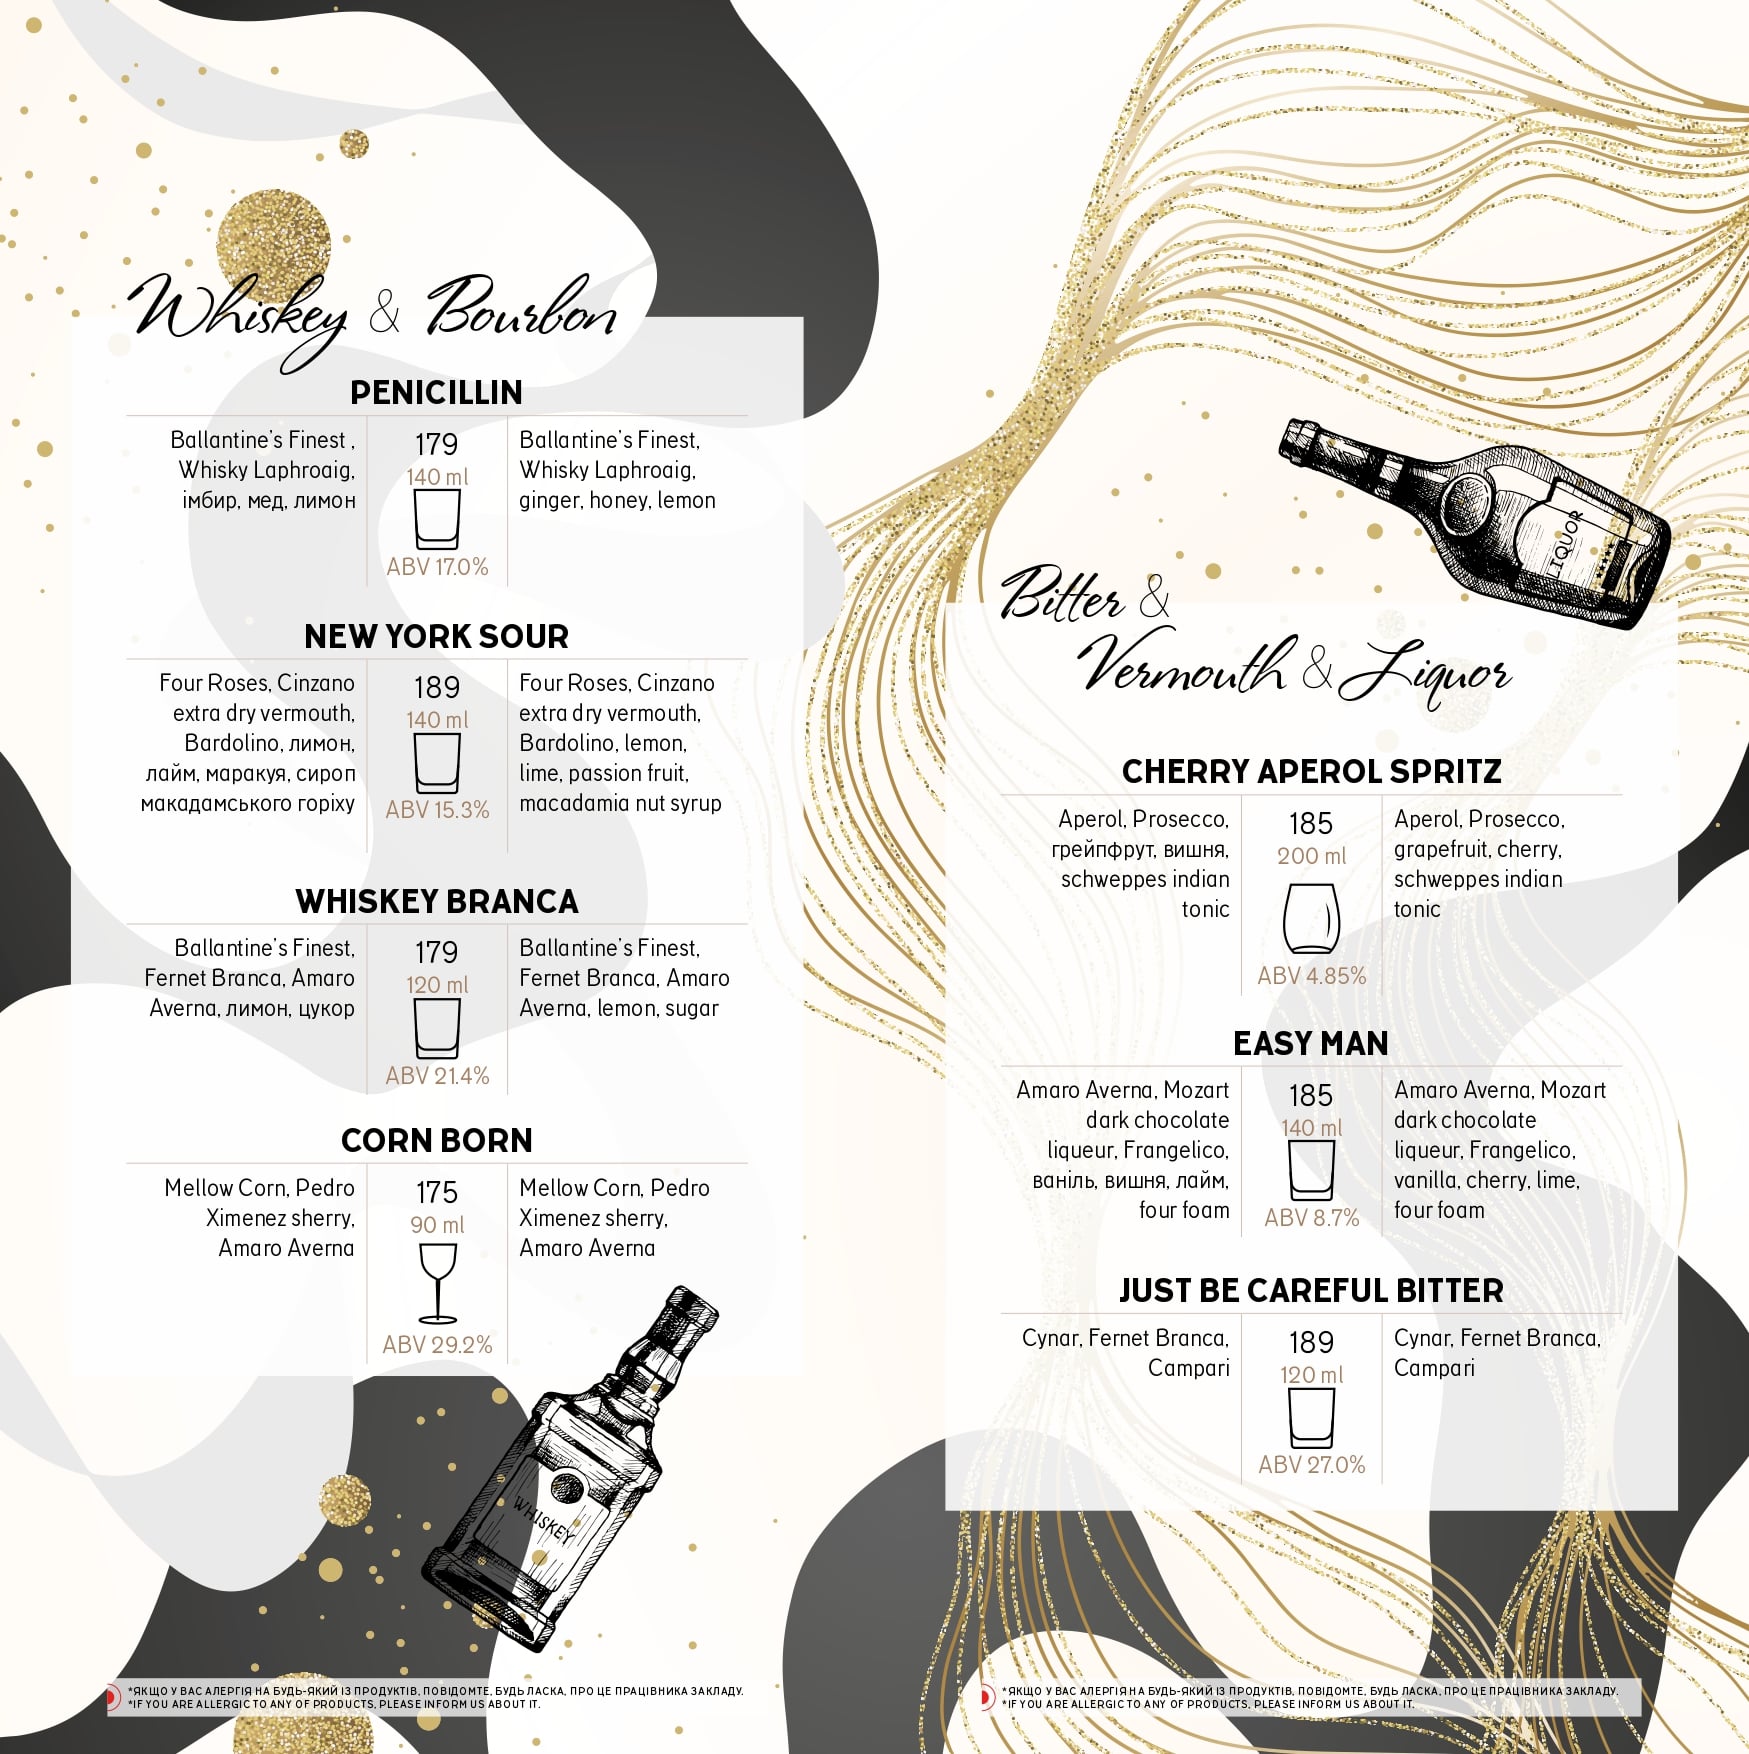 Whiskey & Bourbon
PENICILLIN
Ballantine's Finest ,
Whisky Laphroaig,
імбир, мед, лимон
179
140 ml
ABV 17.0%
Ballantine's Finest,
Whisky Laphroaig,
ginger, honey, lemon
NEW YORK SOUR
Four Roses, Cinzano
extra dry vermouth,
Bardolino, лимон,
лайм, маракуя, сироп
макадамського горіху
189
140 ml
ABV 15.3%
Four Roses, Cinzano
extra dry vermouth,
Bardolino, lemon,
lime, passion fruit,
macadamia nut syrup
WHISKEY BRANCA
Ballantine's Finest,
Fernet Branca, Amaro
Averna, лимон, цукор
179
120 ml
ABV 21.4%
Ballantine's Finest,
Fernet Branca, Amaro
Averna, lemon, sugar
CORN BORN
Mellow Corn, Pedro
Ximenez sherry,
Amaro Averna
175
90 ml
ABV 29.2%
Mellow Corn, Pedro
Ximenez sherry,
Amaro Averna
WHISKEY
*ЯКЩО У ВАС АЛЕРГІЯ НА БУДЬ-ЯКИЙ ІЗ ПРОДУКТІВ, ПОВІДОМТЕ, БУДЬ ЛАСКА, ПРО ЦЕ ПРАЦІВНИКА ЗАКЛАДУ.
*IF YOU ARE ALLERGIC TO ANY OF PRODUCTS, PLEASE INFORM US ABOUT IT.
LIQUOR
Bitter &
Vermouth & Liquor
CHERRY APEROL SPRITZ
Aperol, Prosecco,
грейпфрут, вишня,
schweppes indian
tonic
185
200 ml
ABV 4.85%
Aperol, Prosecco,
grapefruit, cherry,
schweppes indian
tonic
EASY MAN
Amaro Averna, Mozart
dark chocolate
liqueur, Frangelico,
ваніль, вишня, лайм,
four foam
185
140 ml
ABV 8.7%
Amaro Averna, Mozart
dark chocolate
liqueur, Frangelico,
vanilla, cherry, lime,
four foam
JUST BE CAREFUL BITTER
Cynar, Fernet Branca,
Campari
189
120 ml
ABV 27.0%
Cynar, Fernet Branca,
Campari
*ЯКЩО У ВАС АЛЕРГІЯ НА БУДЬ-ЯКИЙ ІЗ ПРОДУКТІВ, ПОВІДОМТЕ, БУДЬ ЛАСКА, ПРО ЦЕ ПРАЦІВНИКА ЗАКЛАДУ.
*IF YOU ARE ALLERGIC TO ANY OF PRODUCTS, PLEASE INFORM US ABOUT IT.